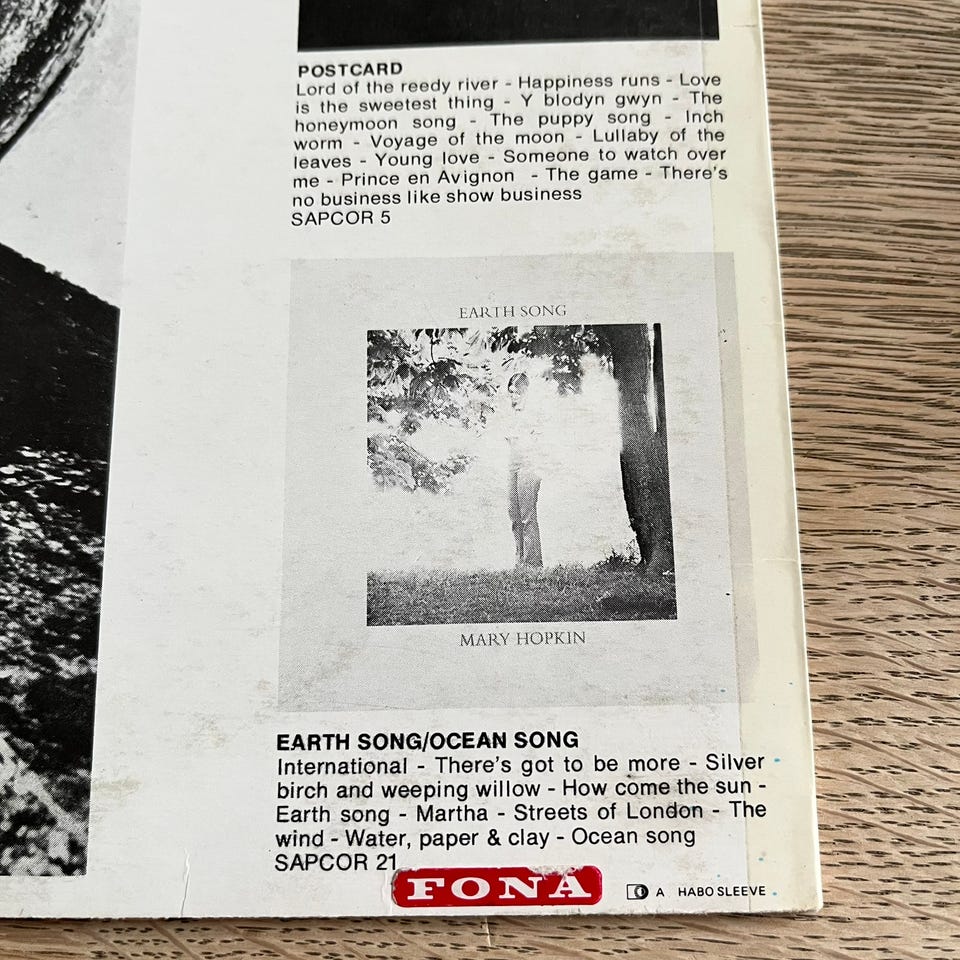 POSTCARD
Lord of the reedy river - Happiness runs - Love
is the sweetest thing - Y blodyn gwyn - The
honeymoon song - The puppy song - Inch
worm - Voyage of the moon - Lullaby of the
leaves - Young love - Someone to watch over
me - Prince en Avignon - The game - There's
no business like show business
SAPCOR 5
EARTH SONG
MARY HOPKIN
EARTH SONG/OCEAN SONG
International - There's got to be more - Silver
birch and weeping willow - How come the sun -
Earth song - Martha - Streets of London - The
wind - Water, paper & clay - Ocean song
SAPCOR 21
FONA
A HABO SLEEVE